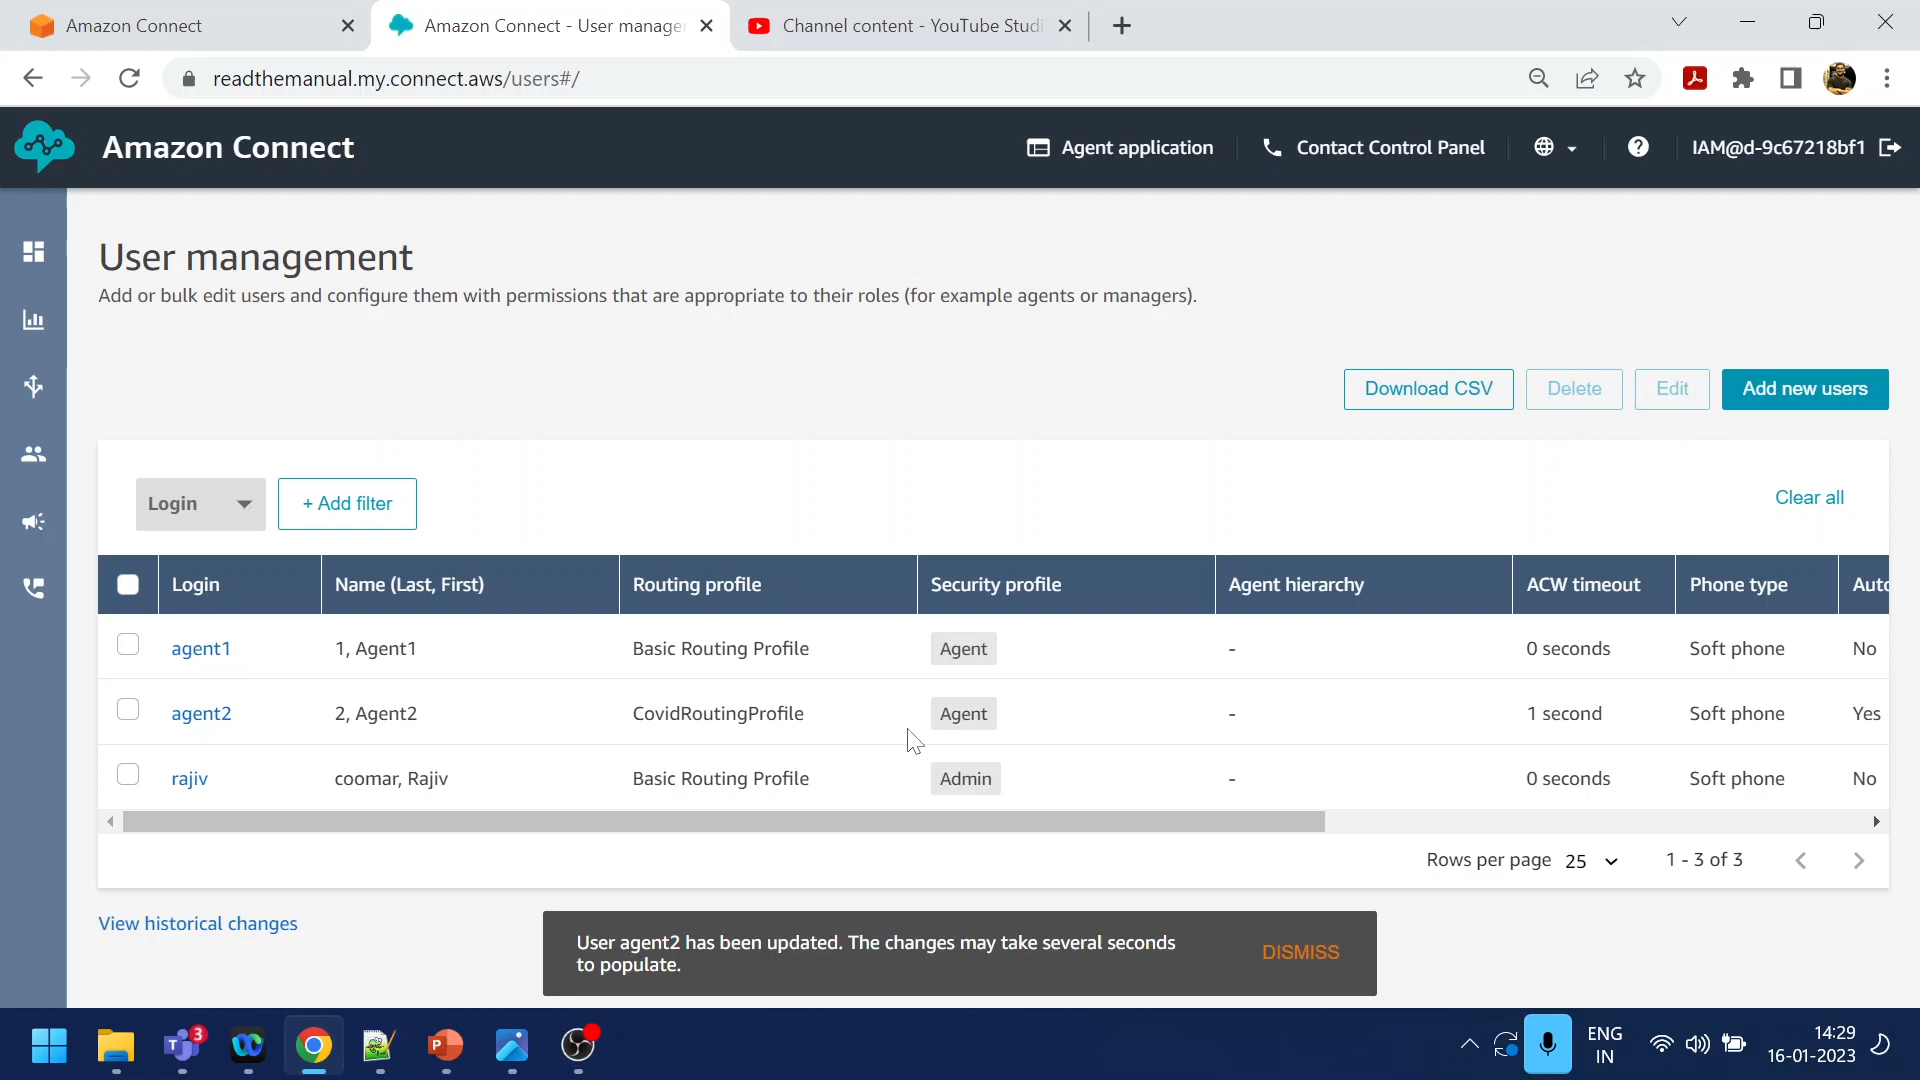 Amazon Connect
Amazon Connect - User manager
Channel content - YouTube Studi
readthemanual.my.connect.aws/users#/
Amazon Connect
Agent application
Contact Control Panel
IAM@d-9c67218bf1
User management
Add or bulk edit users and configure them with permissions that are appropriate to their roles (for example agents or managers).
Download CSV
Delete
Edit
Add new users
Login
+ Add filter
Clear all
Login Name (Last, First) Routing profile Security profile Agent hierarchy ACW timeout Phone type Auto
agent1 1, Agent1 Basic Routing Profile Agent - 0 seconds Soft phone No
agent2 2, Agent2 CovidRoutingProfile Agent - 1 second Soft phone Yes
rajiv coomar, Rajiv Basic Routing Profile Admin - 0 seconds Soft phone No
Rows per page 25 1 - 3 of 3
View historical changes
User agent2 has been updated. The changes may take several seconds
to populate.
DISMISS
3
ENG
IN
14:29
16-01-2023